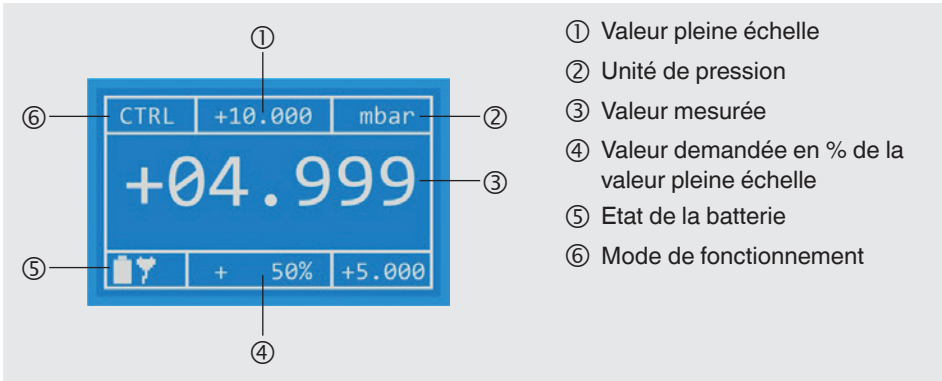 ①
⑥ CTRL +10.000 mbar ②
+04.999 ③
⑤ + 50% +5.000
④
① Valeur pleine échelle
② Unité de pression
③ Valeur mesurée
④ Valeur demandée en % de la
valeur pleine échelle
⑤ Etat de la batterie
⑥ Mode de fonctionnement